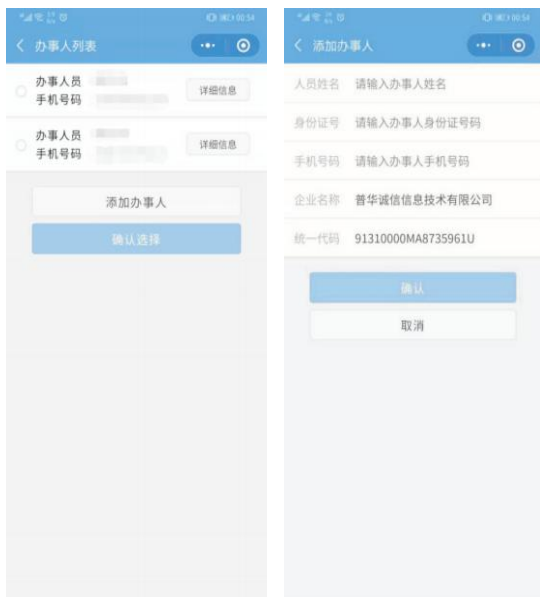 00:54
办事人列表
办事人员
手机号码
详细信息
办事人员
手机号码
详细信息
添加办事人
确认选择
00:54
添加办事人
人员姓名 请输入办事人姓名
身份证号 请输入办事人身份证号码
手机号码 请输入办事人手机号码
企业名称 普华诚信信息技术有限公司
统一代码 91310000MA8735961U
确认
取消